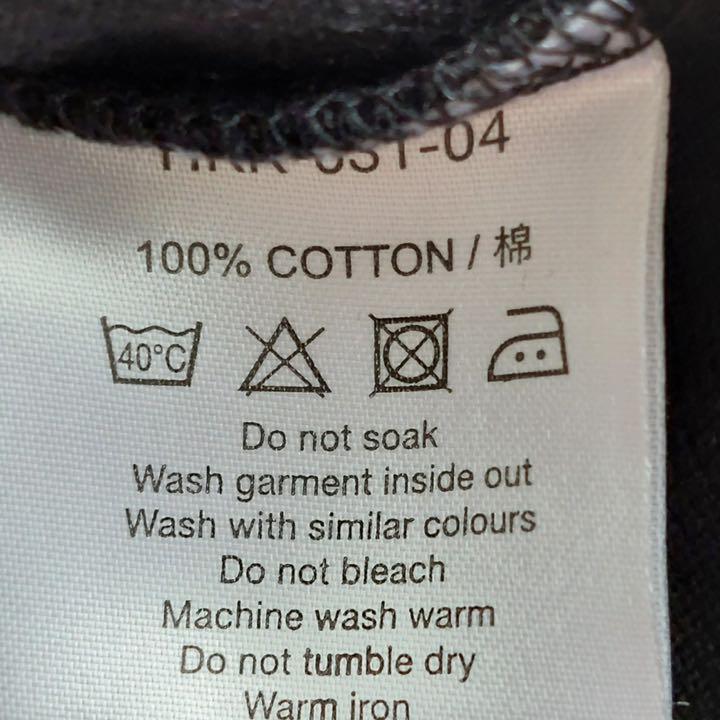 -04
100% COTTON / 棉
40°C
Do not soak
Wash garment inside out
Wash with similar colours
Do not bleach
Machine wash warm
Do not tumble dry
Warm iron